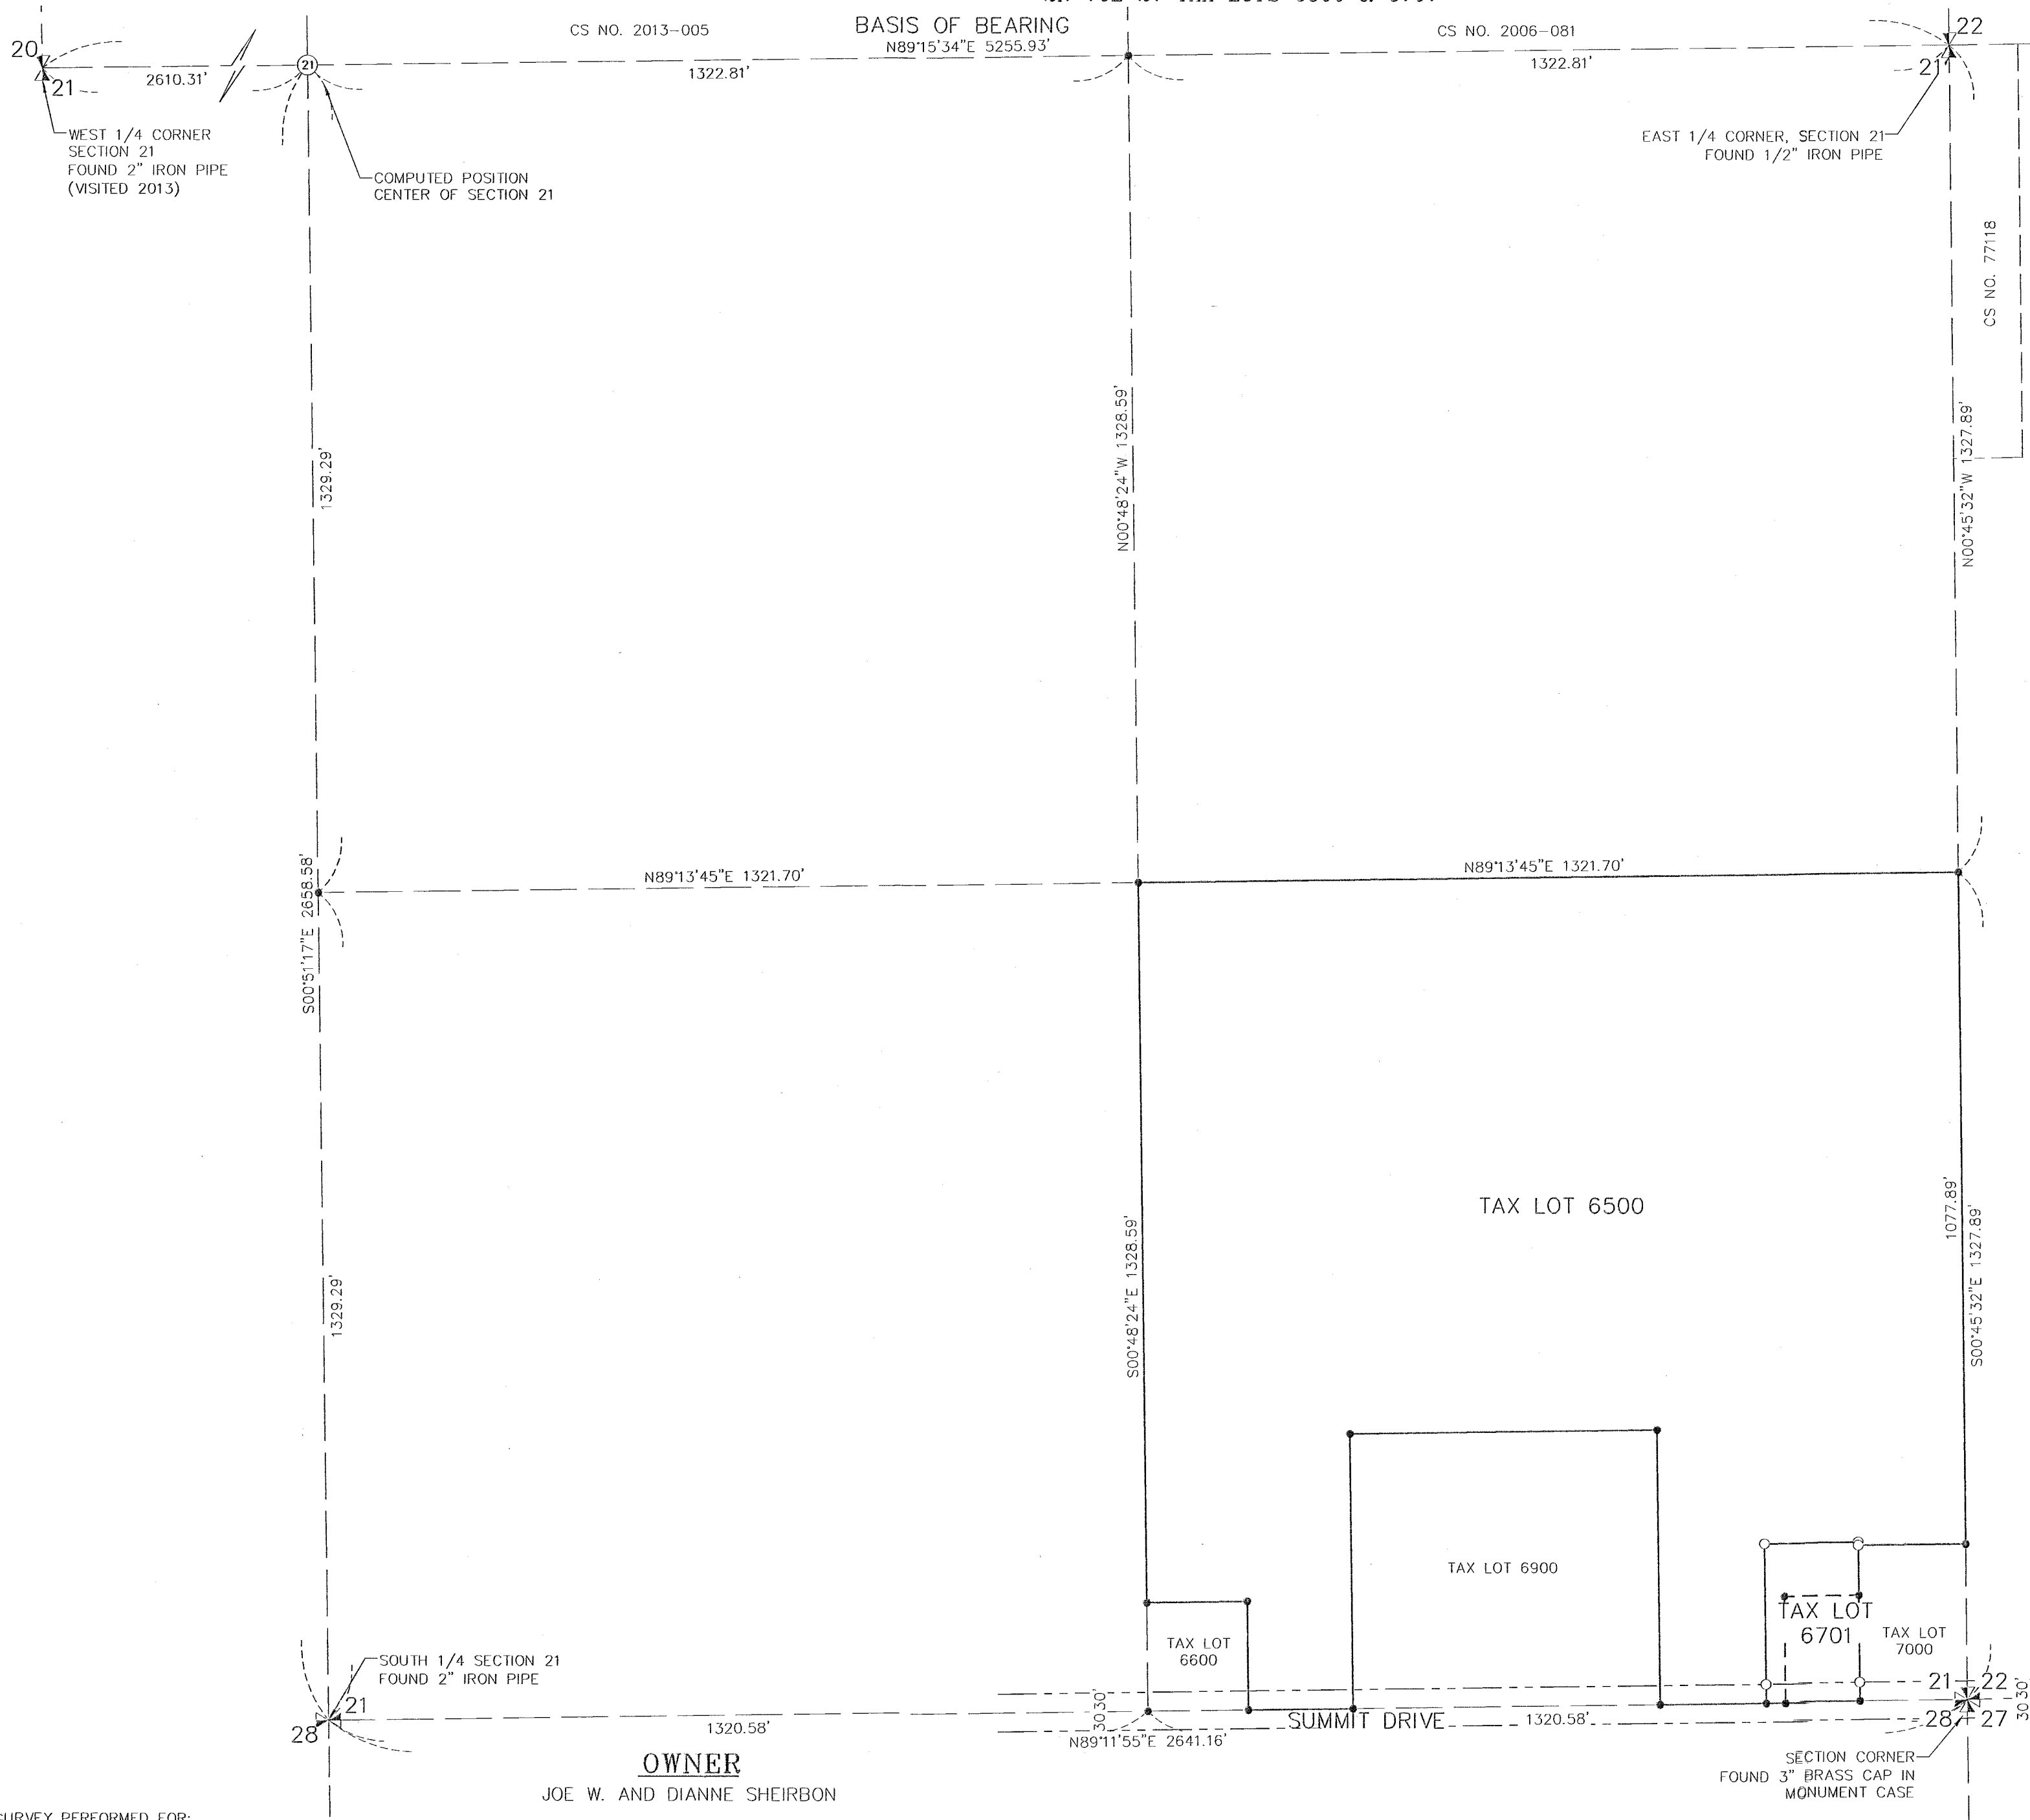 BASIS OF BEARING
CS NO. 2013-005
N89°15'34"E 5255.93'
CS NO. 2006-081
20
21
2610.31'
21
1322.81'
1322.81'
22
21
WEST 1/4 CORNER
SECTION 21
FOUND 2" IRON PIPE
(VISITED 2013)
COMPUTED POSITION
CENTER OF SECTION 21
EAST 1/4 CORNER, SECTION 21
FOUND 1/2" IRON PIPE
CS NO. 77118
1329.29'
N00°48'24"W 1328.59'
N00°45'32"W 1327.89'
S00°51'17"E 2658.58'
N89°13'45"E 1321.70'
N89°13'45"E 1321.70'
TAX LOT 6500
1329.29'
S00°48'24"E 1328.59'
1077.89'
S00°45'32"E 1327.89'
TAX LOT 6900
TAX LOT
6600
TAX LOT
6701
TAX LOT
7000
SOUTH 1/4 SECTION 21
FOUND 2" IRON PIPE
21
28
1320.58'
30'
30'
SUMMIT DRIVE
1320.58'
N89°11'55"E 2641.16'
21
22
28
27
30'
30'
SECTION CORNER
FOUND 3" BRASS CAP IN
MONUMENT CASE
OWNER
JOE W. AND DIANNE SHEIRBON
SURVEY PERFORMED FOR: